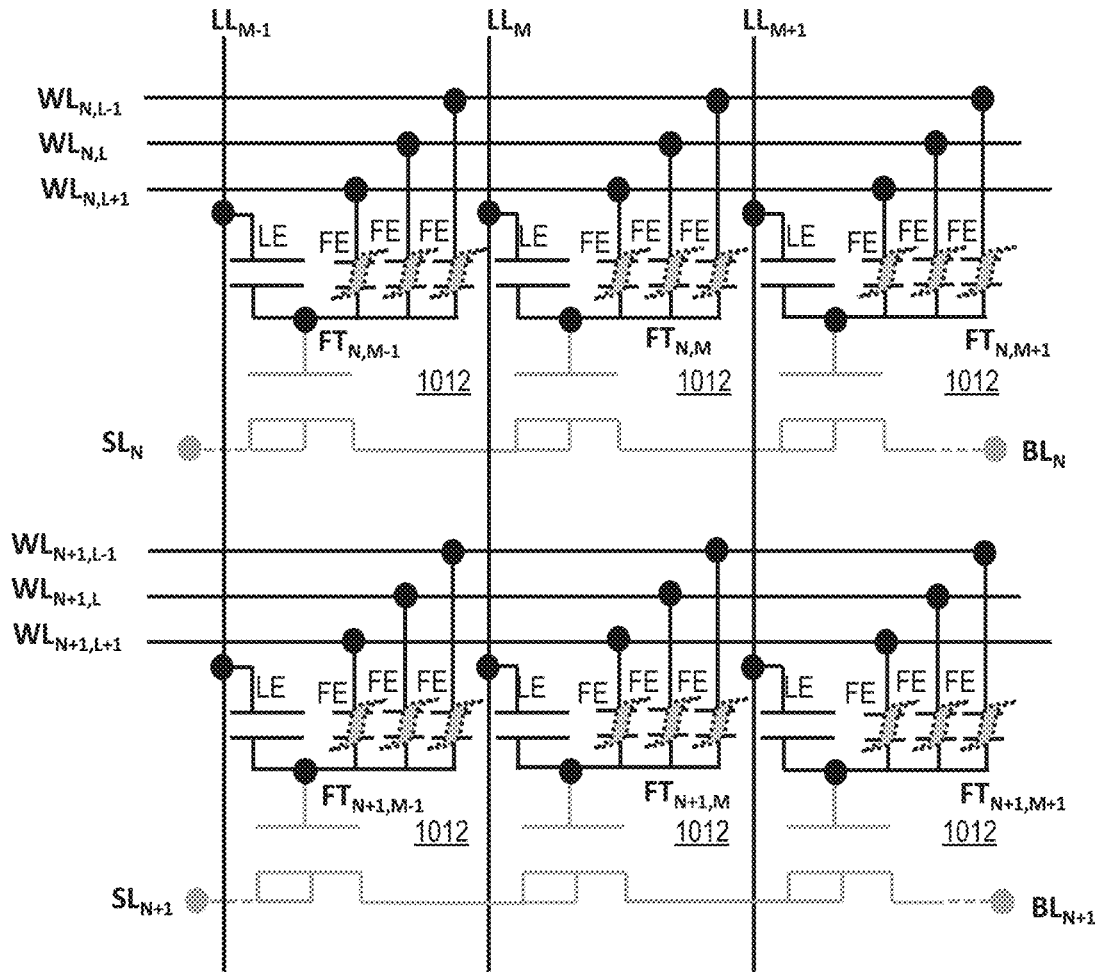 LL_{M-1} LL_{M} LL_{M+1}
WL_{N,L-1}
WL_{N,L}
WL_{N,L+1}
LE FE FE FE LE FE FE FE LE FE FE FE
FT_{N,M-1} FT_{N,M} FT_{N,M+1}
1012 1012 1012
SL_{N} BL_{N}
WL_{N+1,L-1}
WL_{N+1,L}
WL_{N+1,L+1}
LE FE FE FE LE FE FE FE LE FE FE FE
FT_{N+1,M-1} FT_{N+1,M} FT_{N+1,M+1}
1012 1012 1012
SL_{N+1} BL_{N+1}